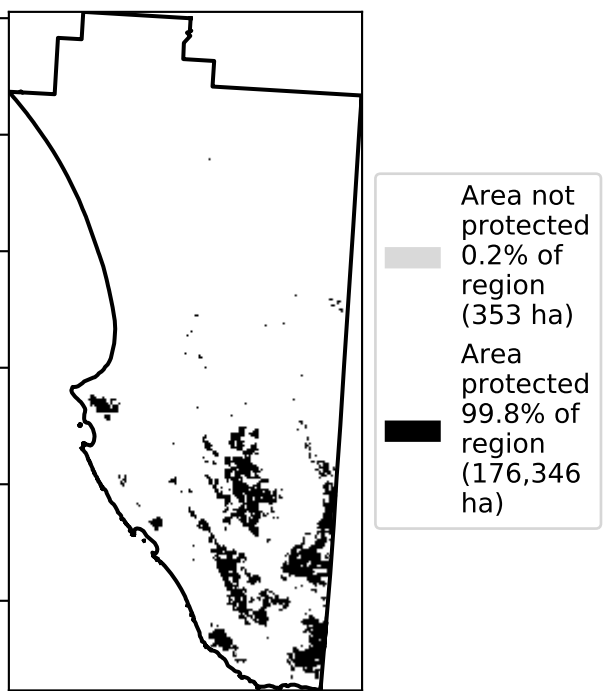 Area not
protected
0.2% of
region
(353 ha)
Area
protected
99.8% of
region
(176,346
ha)